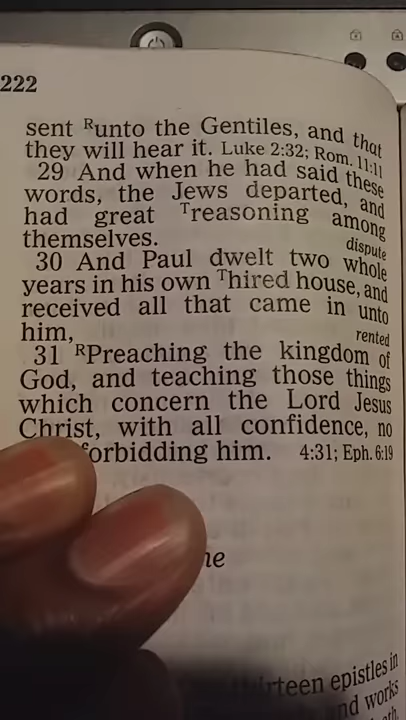 222
sent ᴿunto the Gentiles, and that
they will hear it. Luke 2:32; Rom. 11:11
29 And when he had said these
words, the Jews departed, and
had great ᵀreasoning among
themselves. dispute
30 And Paul dwelt two whole
years in his own ᵀhired house, and
received all that came in unto
him, rented
31 ᴿPreaching the kingdom of
God, and teaching those things
which concern the Lord Jesus
Christ, with all confidence, no
forbidding him. 4:31; Eph. 6:19
epistles in
and works